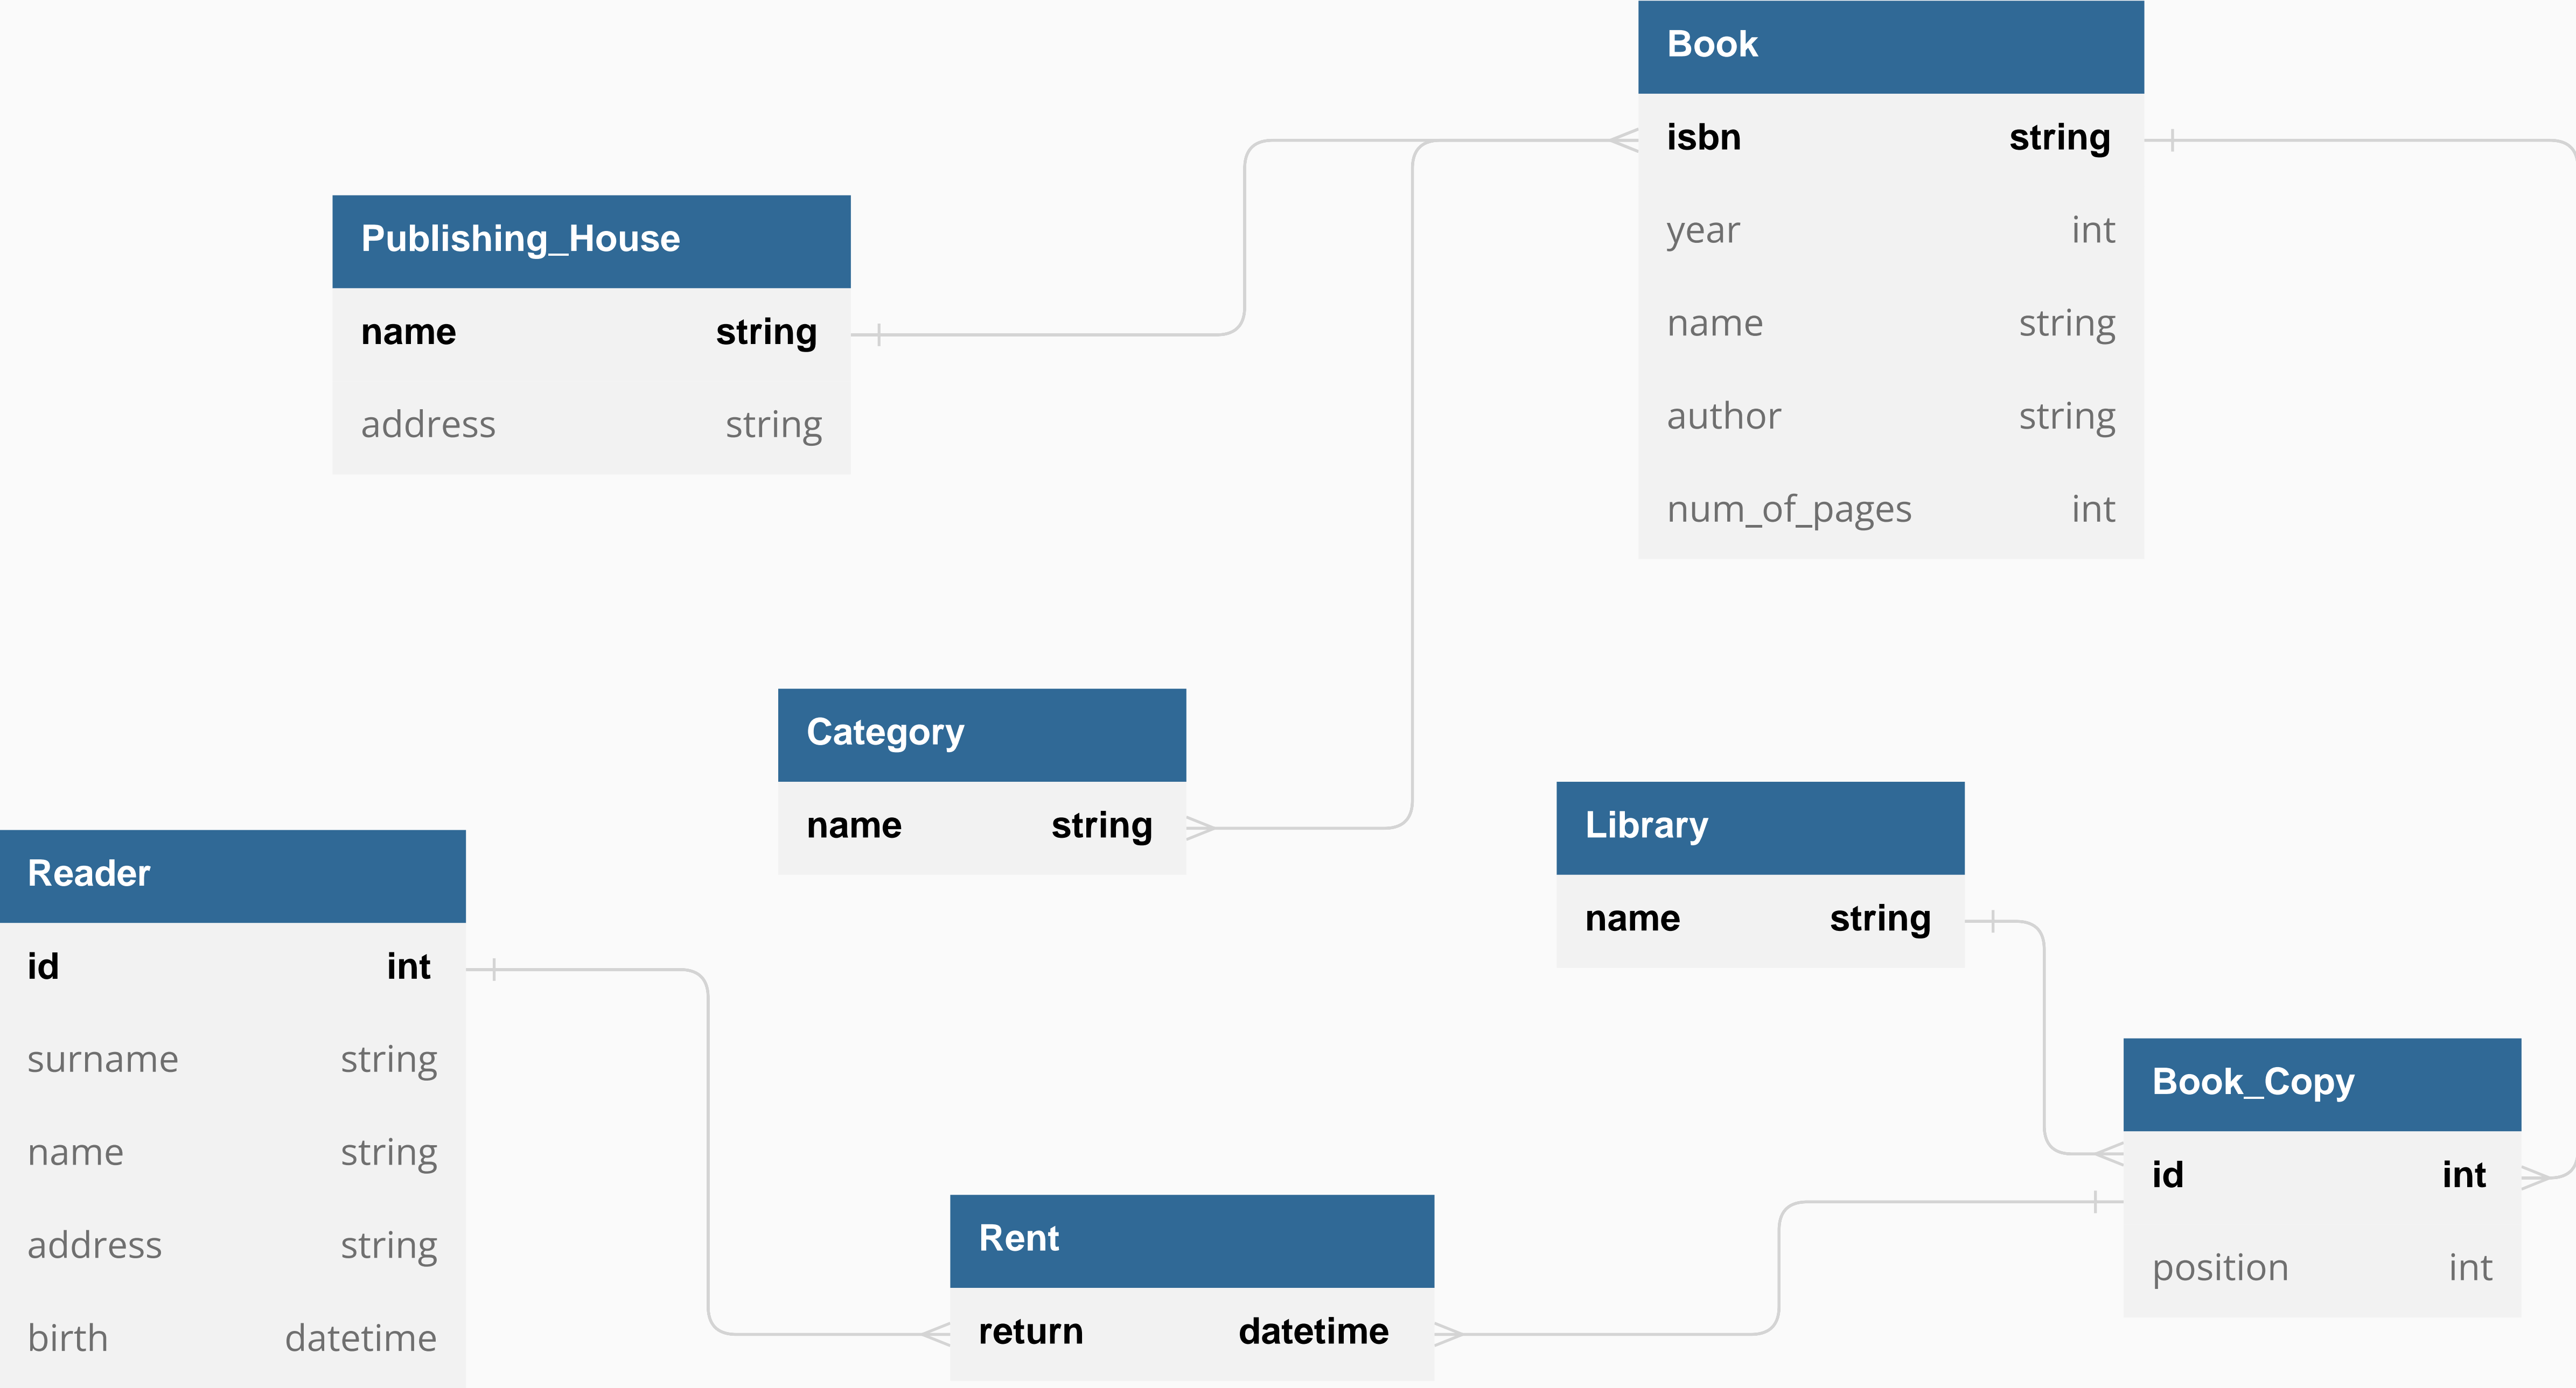 Book
isbn string
year int
name string
author string
num_of_pages int
Publishing_House
name string
address string
Category
name string
Library
name string
Reader
id int
surname string
name string
address string
birth datetime
Book_Copy
id int
position int
Rent
return datetime